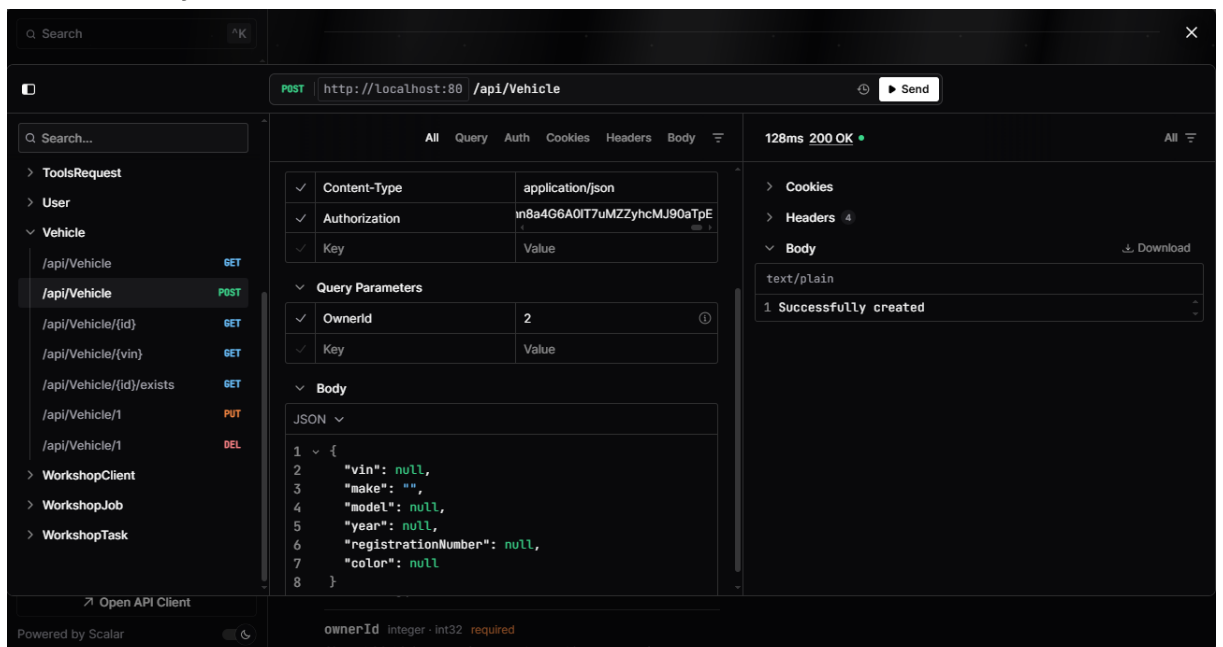 Search ^K
POST http://localhost:80 /api/Vehicle Send
Search...
ToolsRequest
User
Vehicle
/api/Vehicle GET
/api/Vehicle POST
/api/Vehicle/{id} GET
/api/Vehicle/{vin} GET
/api/Vehicle/{id}/exists GET
/api/Vehicle/1 PUT
/api/Vehicle/1 DEL
WorkshopClient
WorkshopJob
WorkshopTask
Open API Client
Powered by Scalar
All Query Auth Cookies Headers Body
Content-Type application/json
Authorization n8a4G6A0IT7uMZZyhcMJ90aTpE
Key Value
Query Parameters
OwnerId 2
Key Value
Body
JSON
1 {
2 "vin": null,
3 "make": "",
4 "model": null,
5 "year": null,
6 "registrationNumber": null,
7 "color": null
8 }
ownerId integer · int32 required
128ms 200 OK All
Cookies
Headers 4
Body Download
text/plain
1 Successfully created